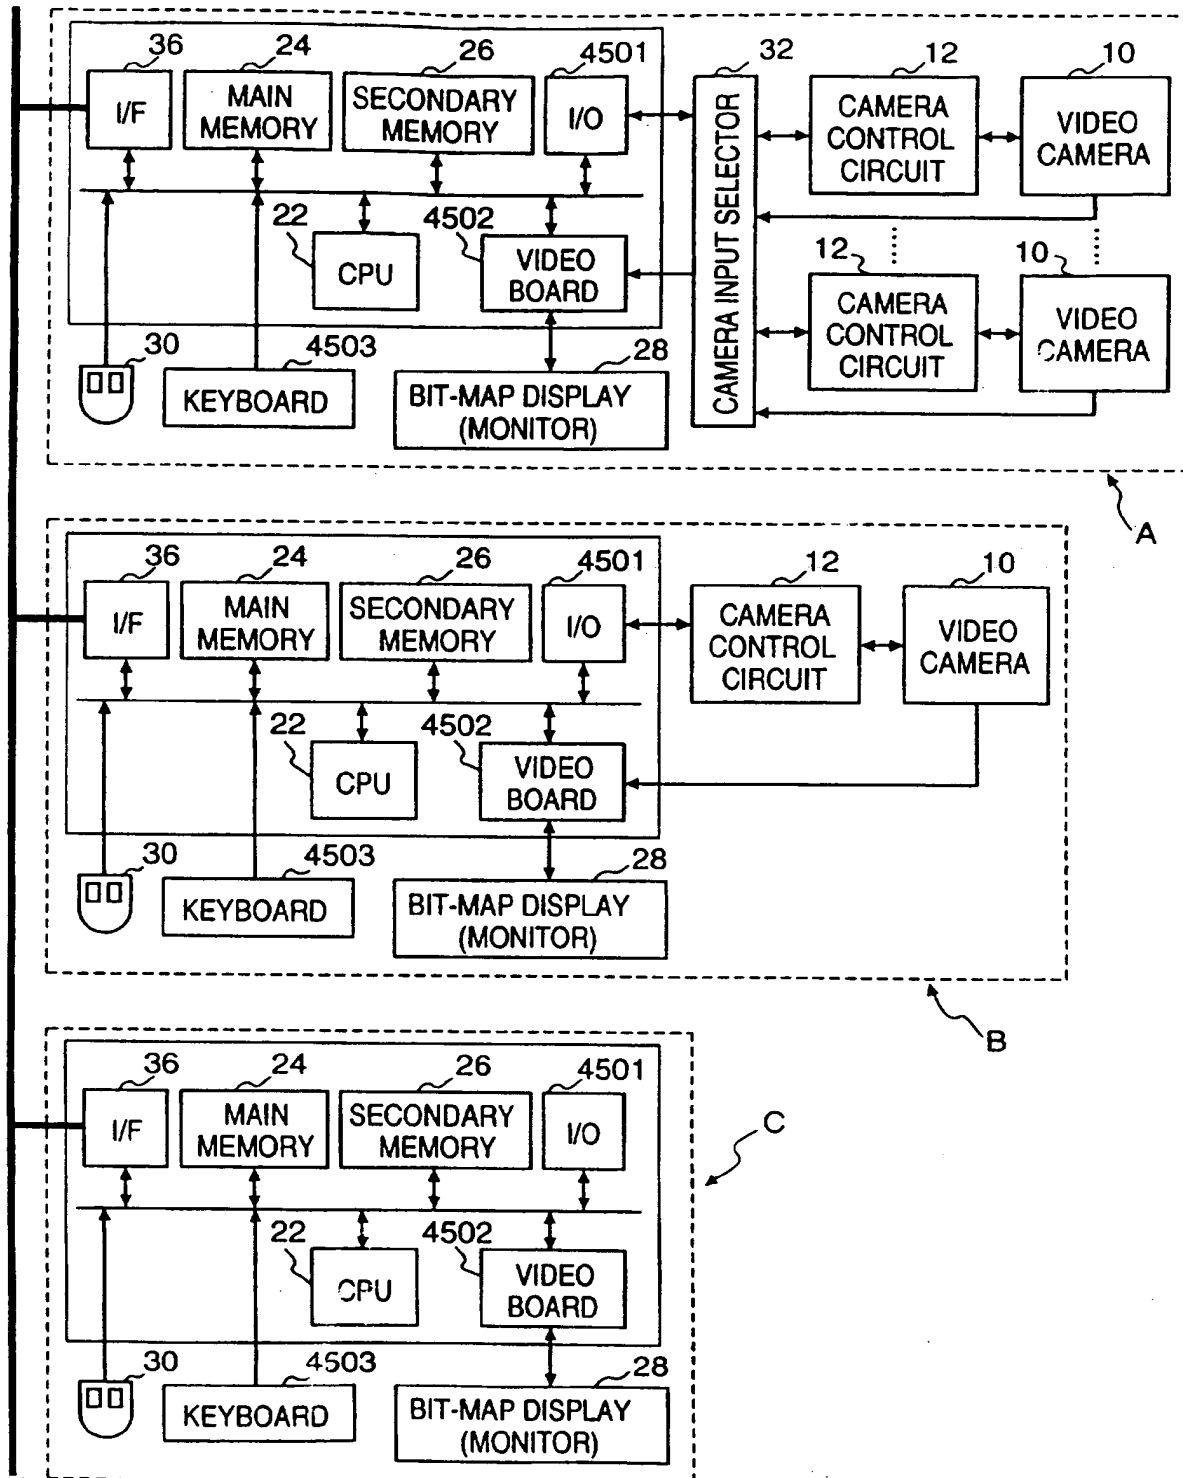 36 24 26 4501 32 12 10
I/F
MAIN
MEMORY
SECONDARY
MEMORY
I/O
CAMERA INPUT SELECTOR
CAMERA
CONTROL
CIRCUIT
VIDEO
CAMERA
22
CPU
4502
VIDEO
BOARD
12
CAMERA
CONTROL
CIRCUIT
10
VIDEO
CAMERA
30
4503
KEYBOARD
28
BIT-MAP DISPLAY
(MONITOR)
A
36 24 26 4501 12 10
I/F
MAIN
MEMORY
SECONDARY
MEMORY
I/O
CAMERA
CONTROL
CIRCUIT
VIDEO
CAMERA
22
CPU
4502
VIDEO
BOARD
30
4503
KEYBOARD
28
BIT-MAP DISPLAY
(MONITOR)
B
36 24 26 4501
I/F
MAIN
MEMORY
SECONDARY
MEMORY
I/O
C
22
CPU
4502
VIDEO
BOARD
30
4503
KEYBOARD
28
BIT-MAP DISPLAY
(MONITOR)